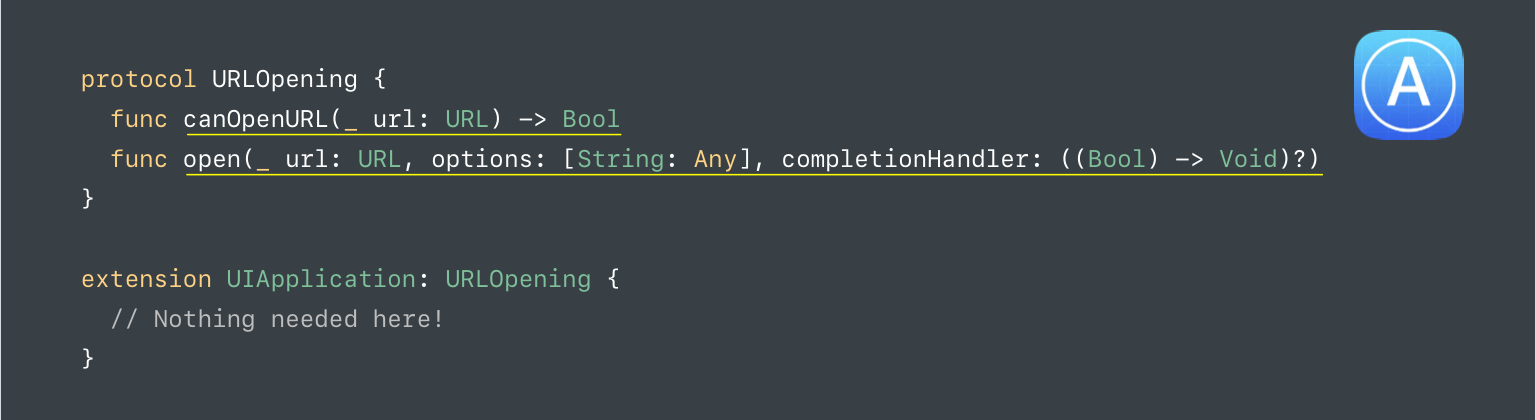 protocol URLOpening {
  func canOpenURL(_ url: URL) -> Bool
  func open(_ url: URL, options: [String: Any], completionHandler: ((Bool) -> Void)?)
}
extension UIApplication: URLOpening {
  // Nothing needed here!
}
A